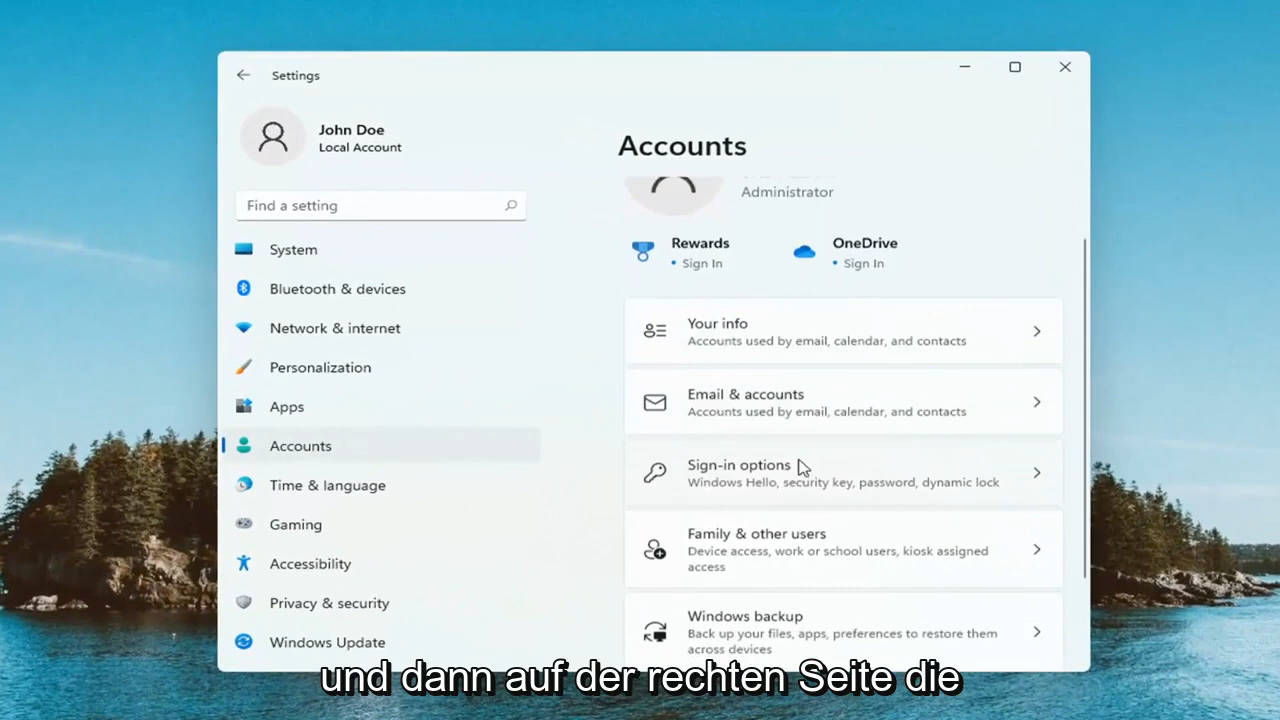 Settings
John Doe
Local Account
Find a setting
System
Bluetooth & devices
Network & internet
Personalization
Apps
Accounts
Time & language
Gaming
Accessibility
Privacy & security
Windows Update
Accounts
Administrator
Rewards
• Sign In
OneDrive
• Sign In
Your info
Accounts used by email, calendar, and contacts
Email & accounts
Accounts used by email, calendar, and contacts
Sign-in options
Windows Hello, security key, password, dynamic lock
Family & other users
Device access, work or school users, kiosk assigned
access
Windows backup
Back up your files, apps, preferences to restore them
across devices
und dann auf der rechten Seite die